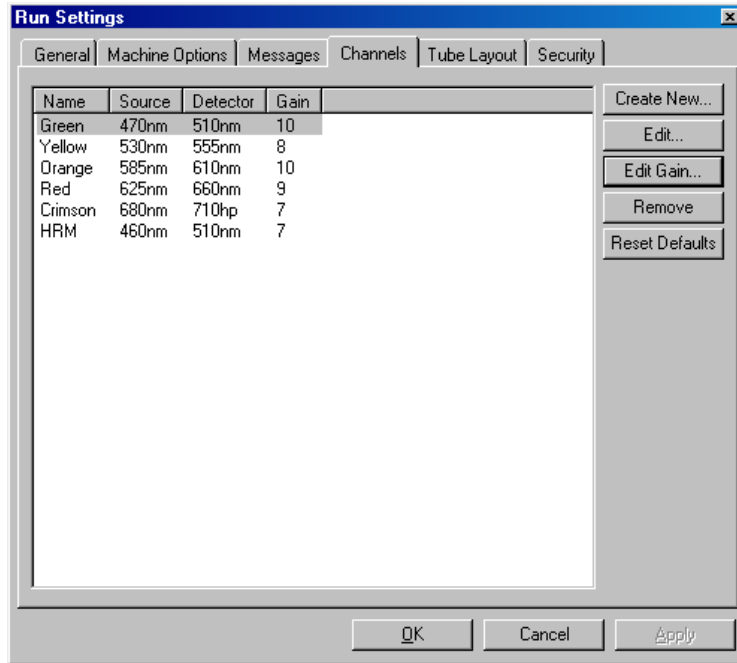 Run Settings
General Machine Options Messages Channels Tube Layout Security
Name Source Detector Gain
Green 470nm 510nm 10
Yellow 530nm 555nm 8
Orange 585nm 610nm 10
Red 625nm 660nm 9
Crimson 680nm 710hp 7
HRM 460nm 510nm 7
Create New...
Edit...
Edit Gain...
Remove
Reset Defaults
OK Cancel Apply